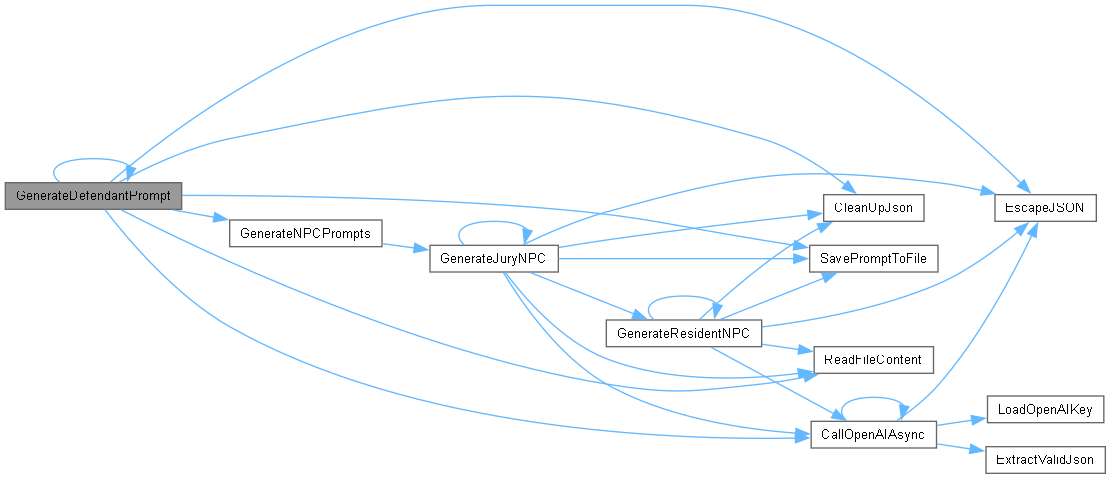 GenerateDefendantPrompt
GenerateNPCPrompts
GenerateJuryNPC
GenerateResidentNPC
CleanUpJson
SavePromptToFile
ReadFileContent
CallOpenAIAsync
EscapeJSON
LoadOpenAIKey
ExtractValidJson